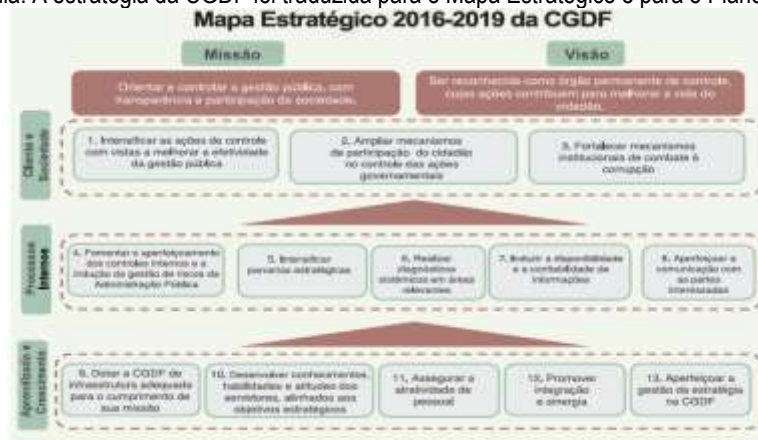 A estratégia da CGDF foi traduzida para o Mapa Estratégico e para o Plano
Mapa Estratégico 2016-2019 da CGDF
Missão
Visão
Orientar e controlar a gestão pública, com
transparência e participação da sociedade.
Ser reconhecido como órgão permanente de controle,
cujas ações contribuem para melhorar a vida do
cidadão.
Cliente e
Sociedade
1. Intensificar as ações de controle
com vistas a melhorar a efetividade
da gestão pública
2. Ampliar mecanismos
de participação do cidadão
no controle das ações
governamentais
3. Fortalecer mecanismos
institucionais de combate à
corrupção
Processos
Internos
4. Fomentar o aperfeiçoamento
dos controles internos e a
indução da gestão de riscos da
Administração Pública
5. Intensificar
parcerias estratégicas
6. Realizar
diagnósticos
sistêmicos em áreas
relevantes
7. Induzir a disponibilidade
e a confiabilidade de
informações
8. Aperfeiçoar a
comunicação com
as partes
interessadas
Aprendizado e
Crescimento
9. Dotar a CGDF de
infraestrutura adequada
para o cumprimento de
sua missão
10. Desenvolver conhecimentos,
habilidades e atitudes dos
servidores, alinhados aos
objetivos estratégicos
11. Assegurar a
atratividade de
pessoal
12. Promover
integração
e sinergia
13. Aperfeiçoar a
gestão da estratégia
na CGDF